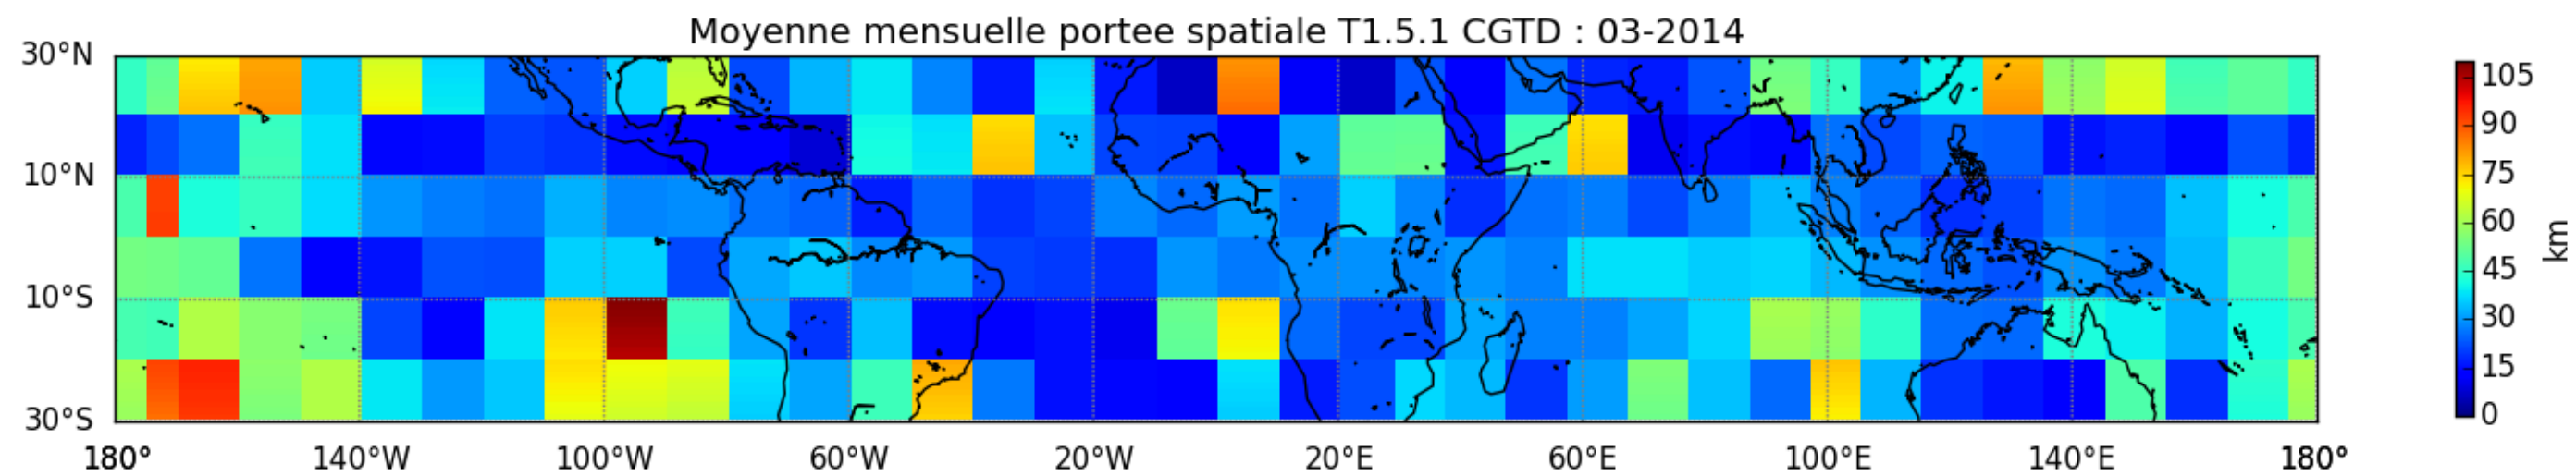 Moyenne mensuelle portee spatiale T1.5.1 CGTD : 03-2014
30°N
10°N
10°S
30°S
180° 140°W 100°W 60°W 20°W 20°E 60°E 100°E 140°E 180°
105
90
75
60
45
30
15
0
km